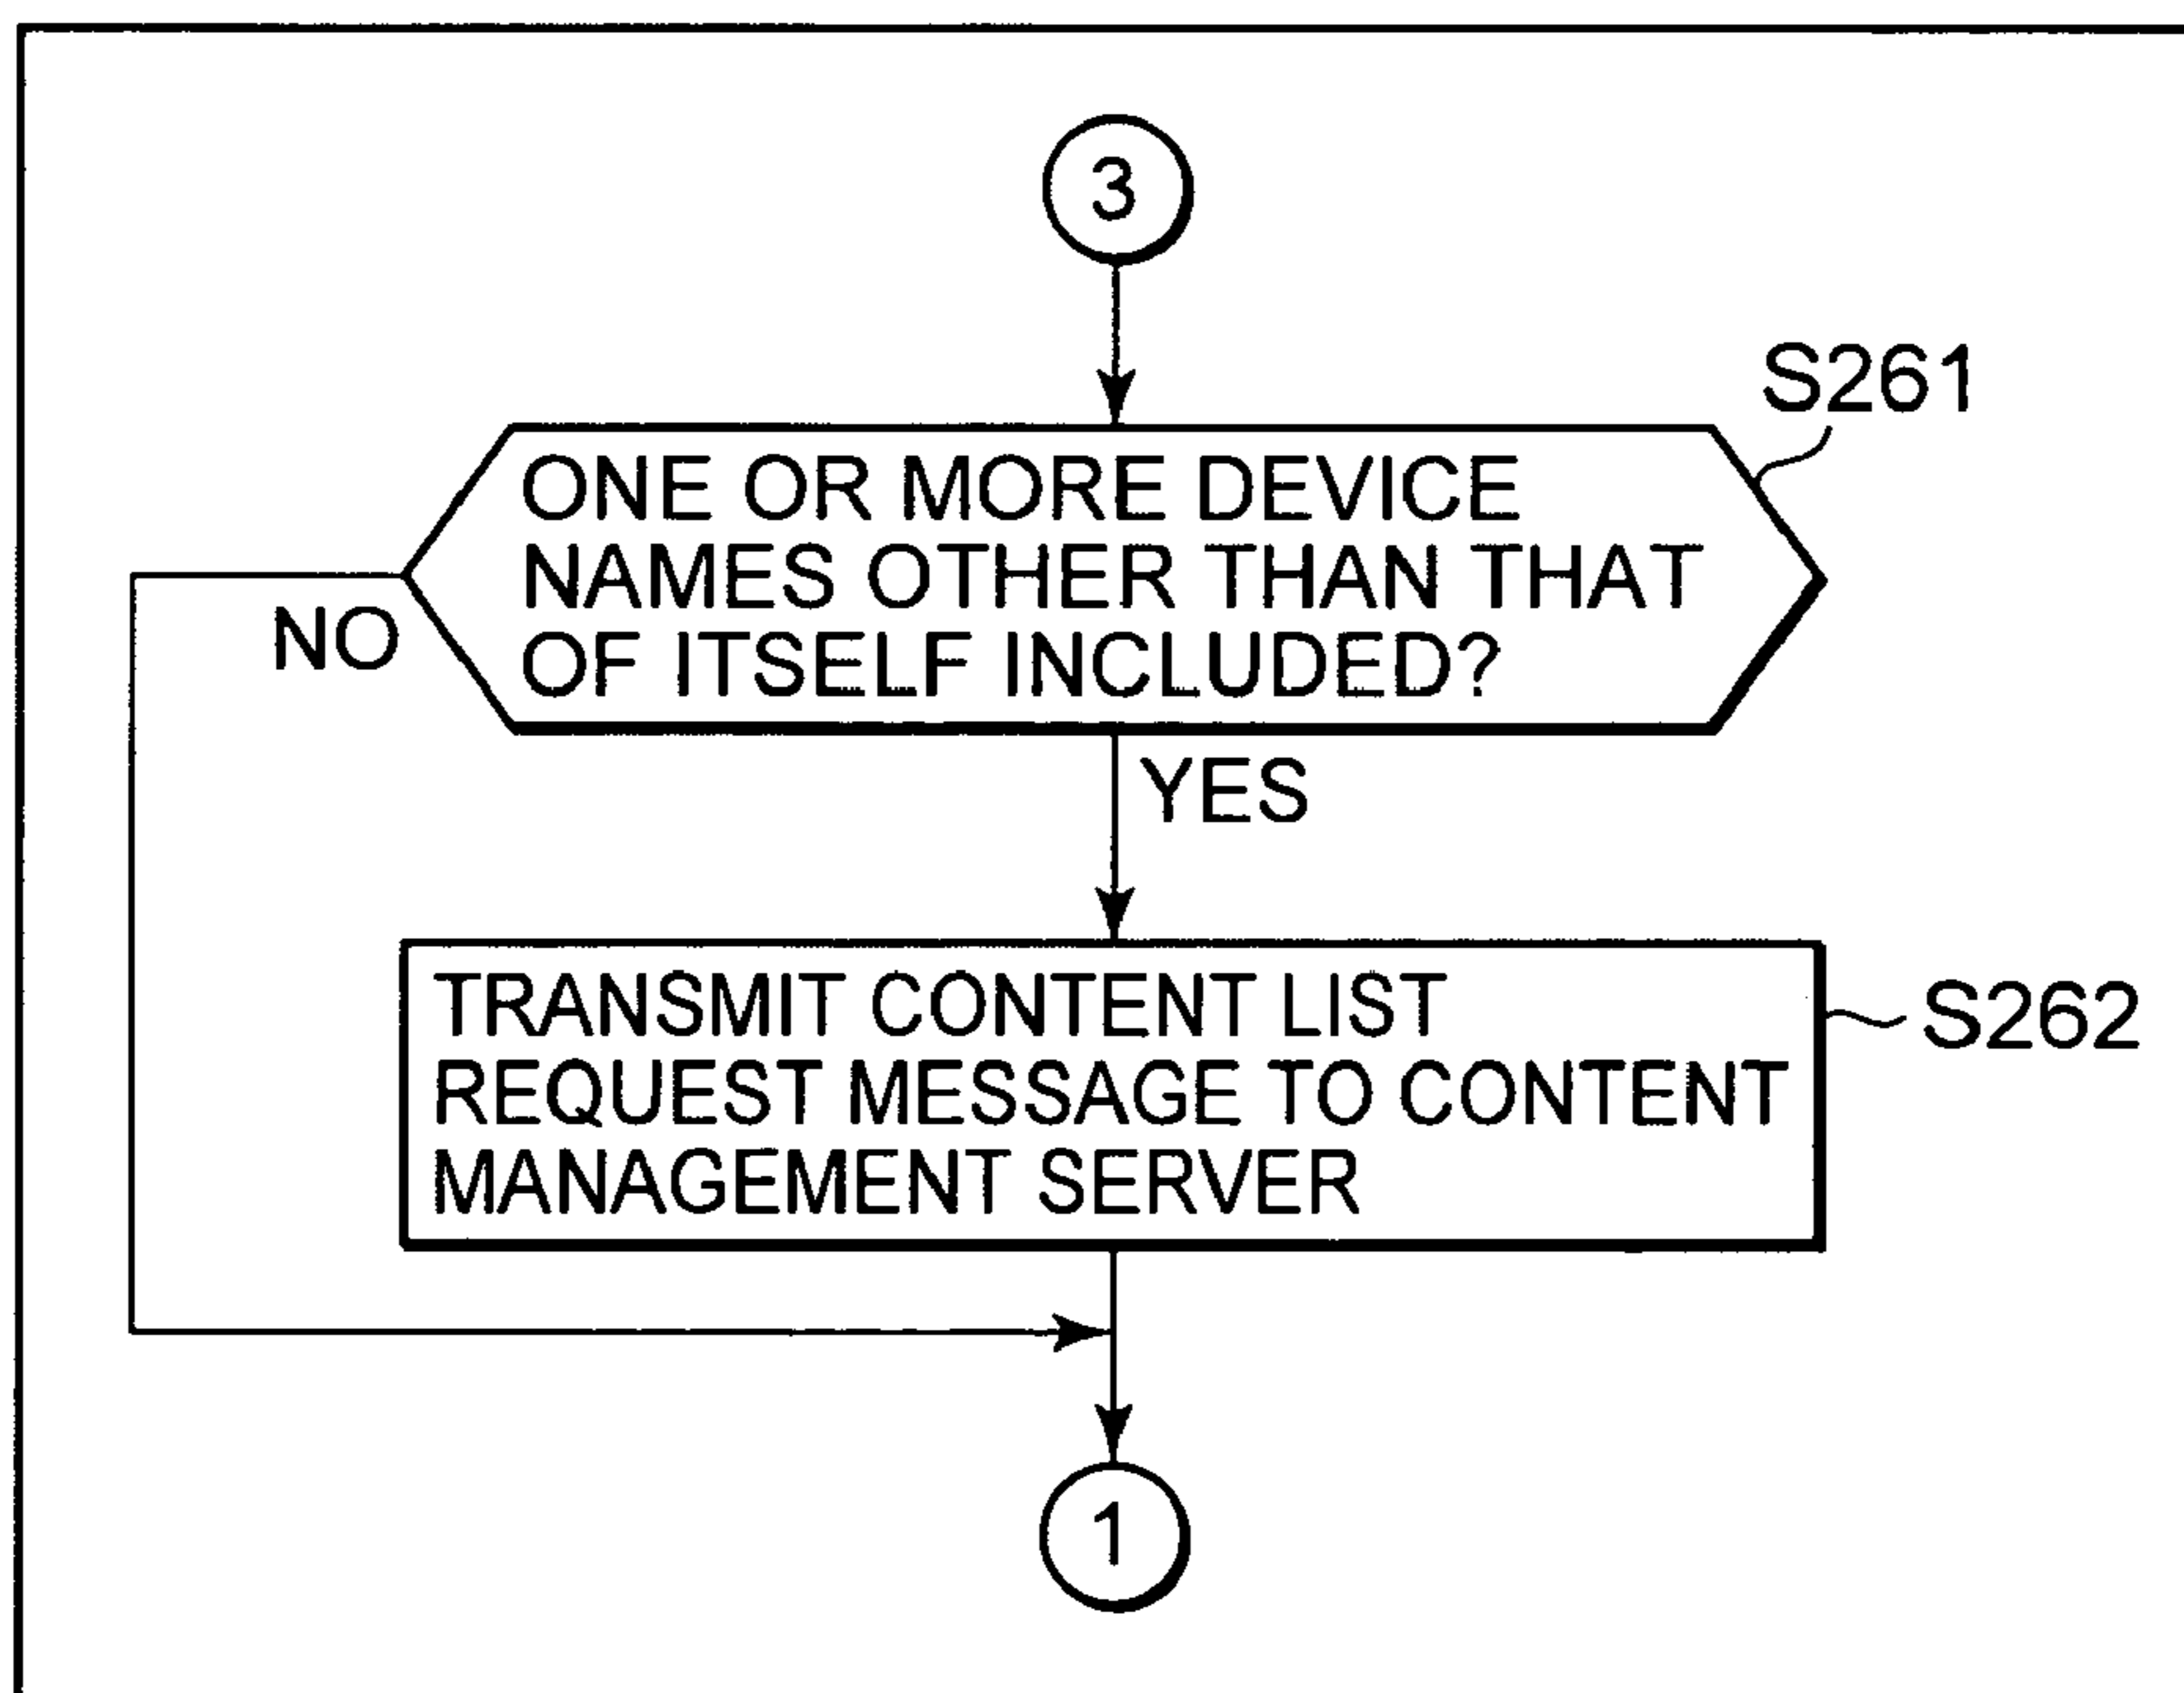 3
S261
ONE OR MORE DEVICE
NAMES OTHER THAN THAT
OF ITSELF INCLUDED?
NO
YES
TRANSMIT CONTENT LIST
REQUEST MESSAGE TO CONTENT
MANAGEMENT SERVER
S262
1